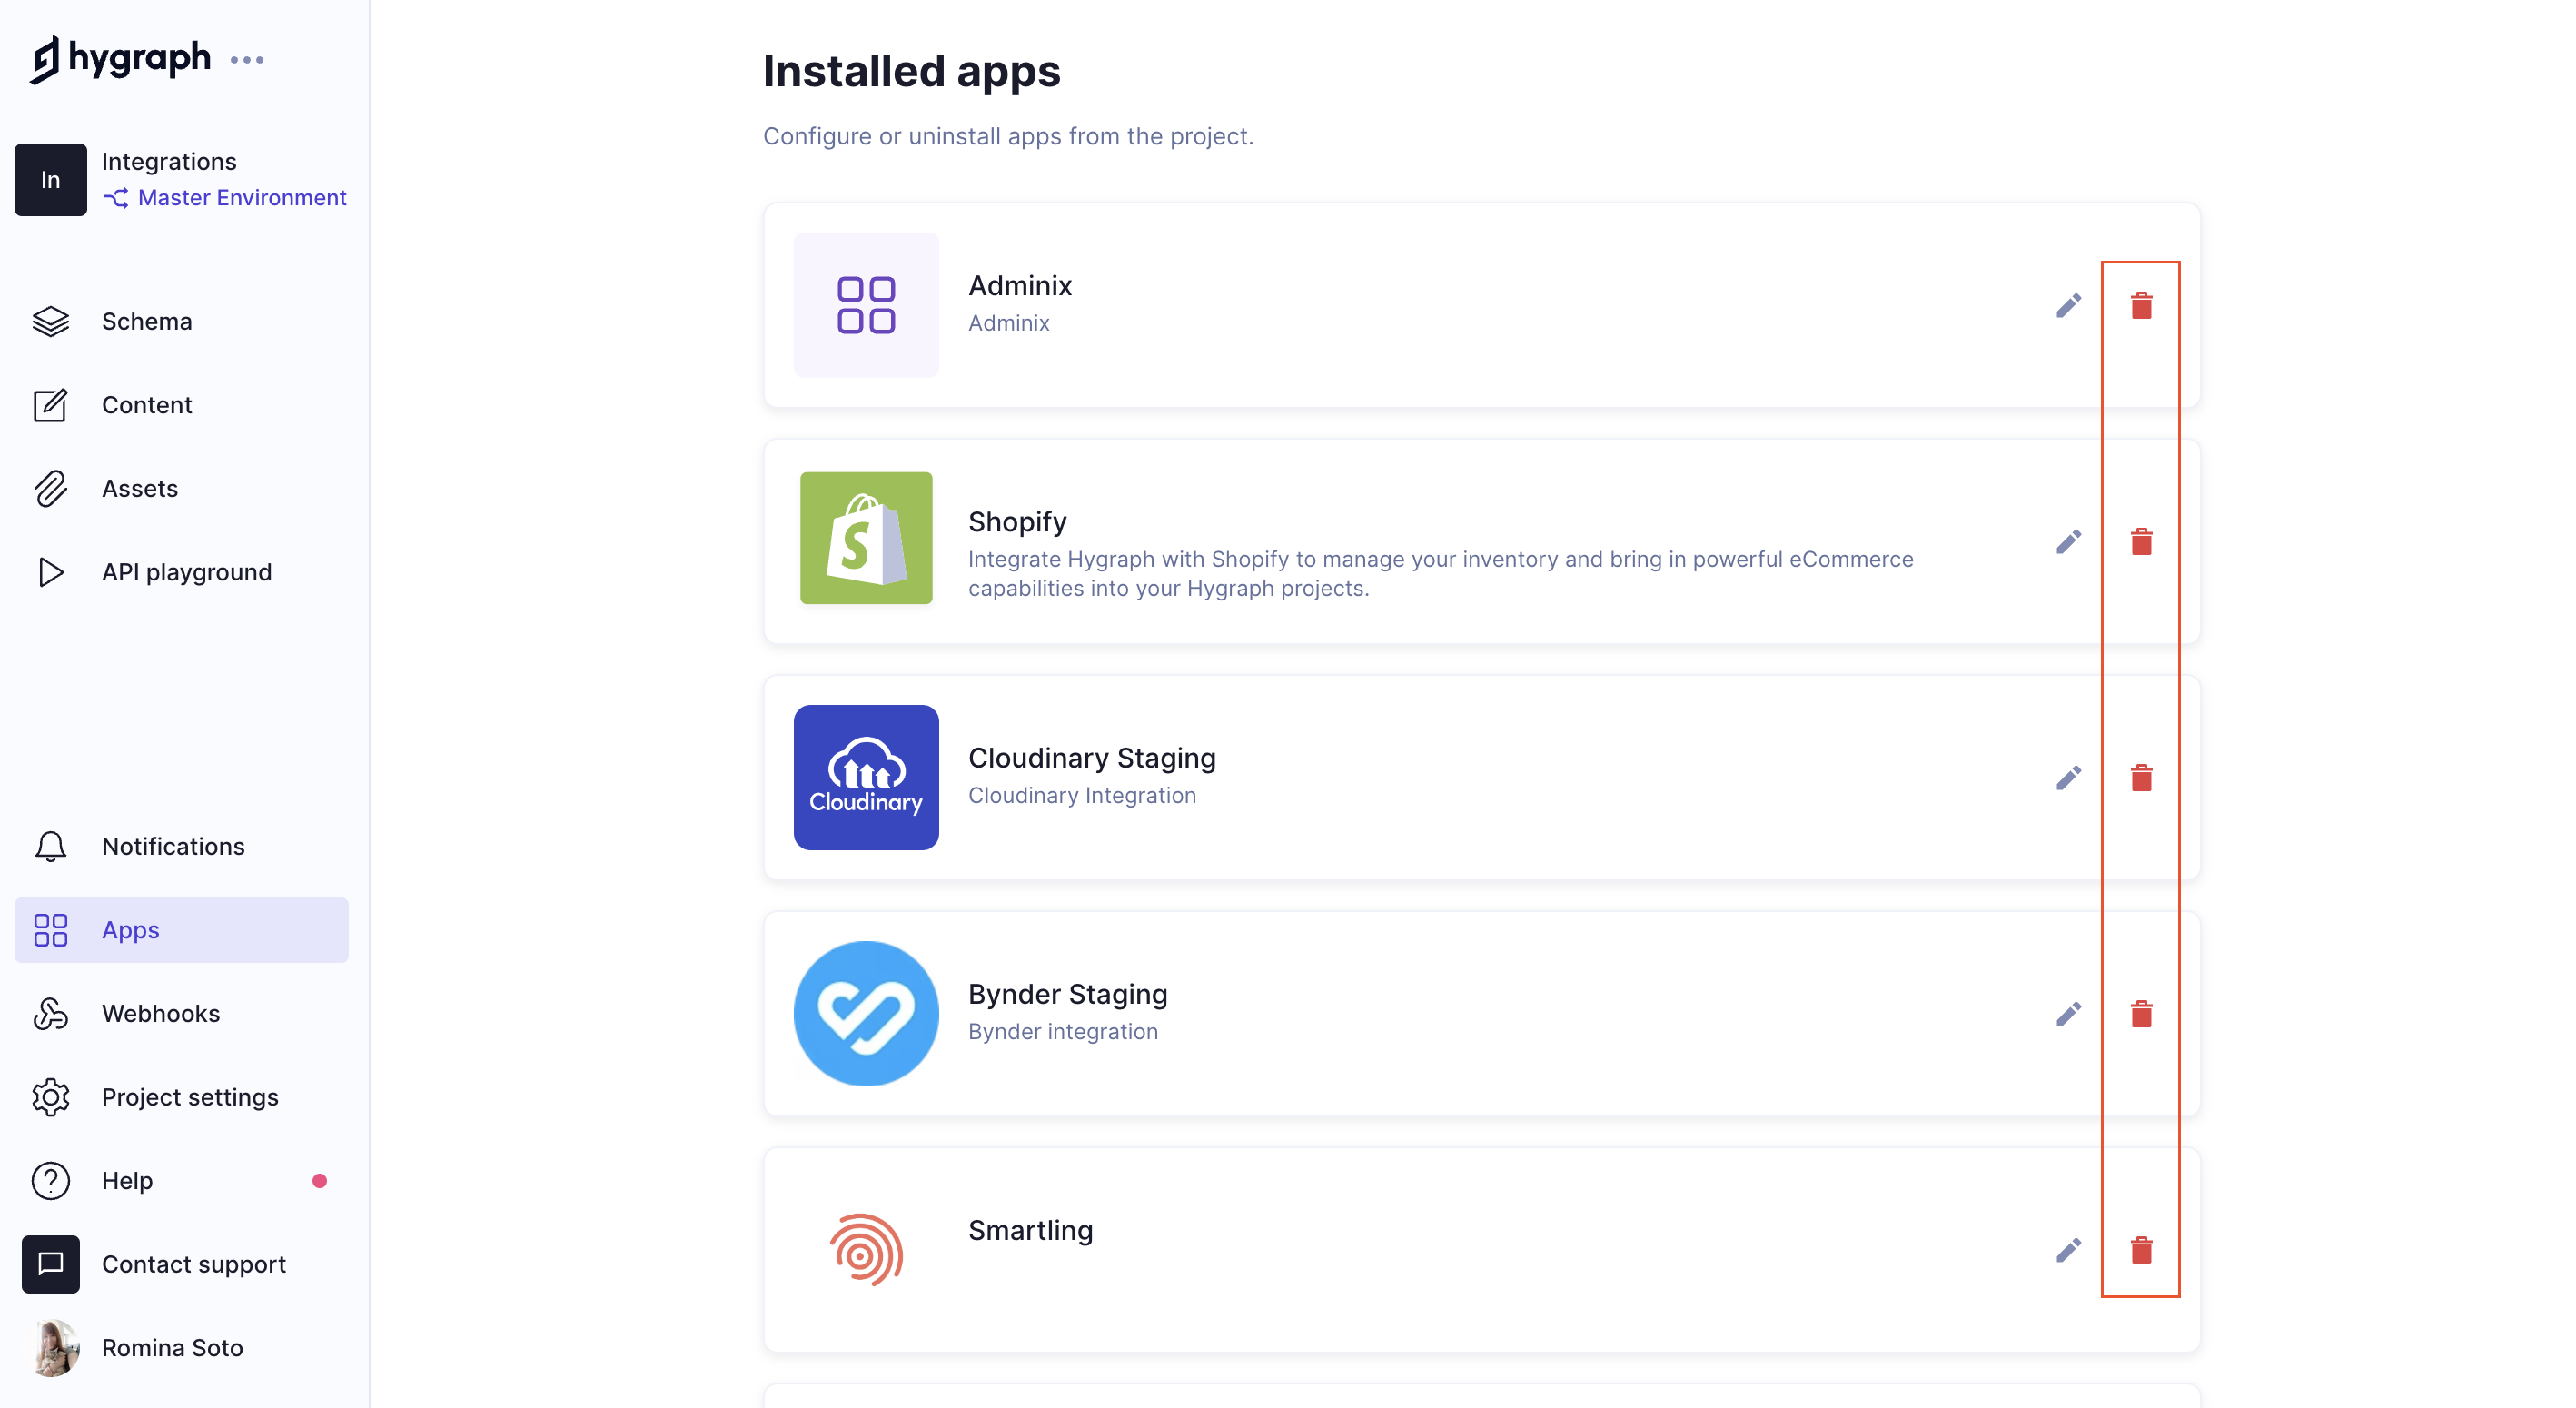 hygraph
In
Integrations
Master Environment
Schema
Content
Assets
API playground
Notifications
Apps
Webhooks
Project settings
Help
Contact support
Romina Soto
Installed apps
Configure or uninstall apps from the project.
Adminix
Adminix
Shopify
Integrate Hygraph with Shopify to manage your inventory and bring in powerful eCommerce
capabilities into your Hygraph projects.
Cloudinary
Cloudinary Staging
Cloudinary Integration
Bynder Staging
Bynder integration
Smartling